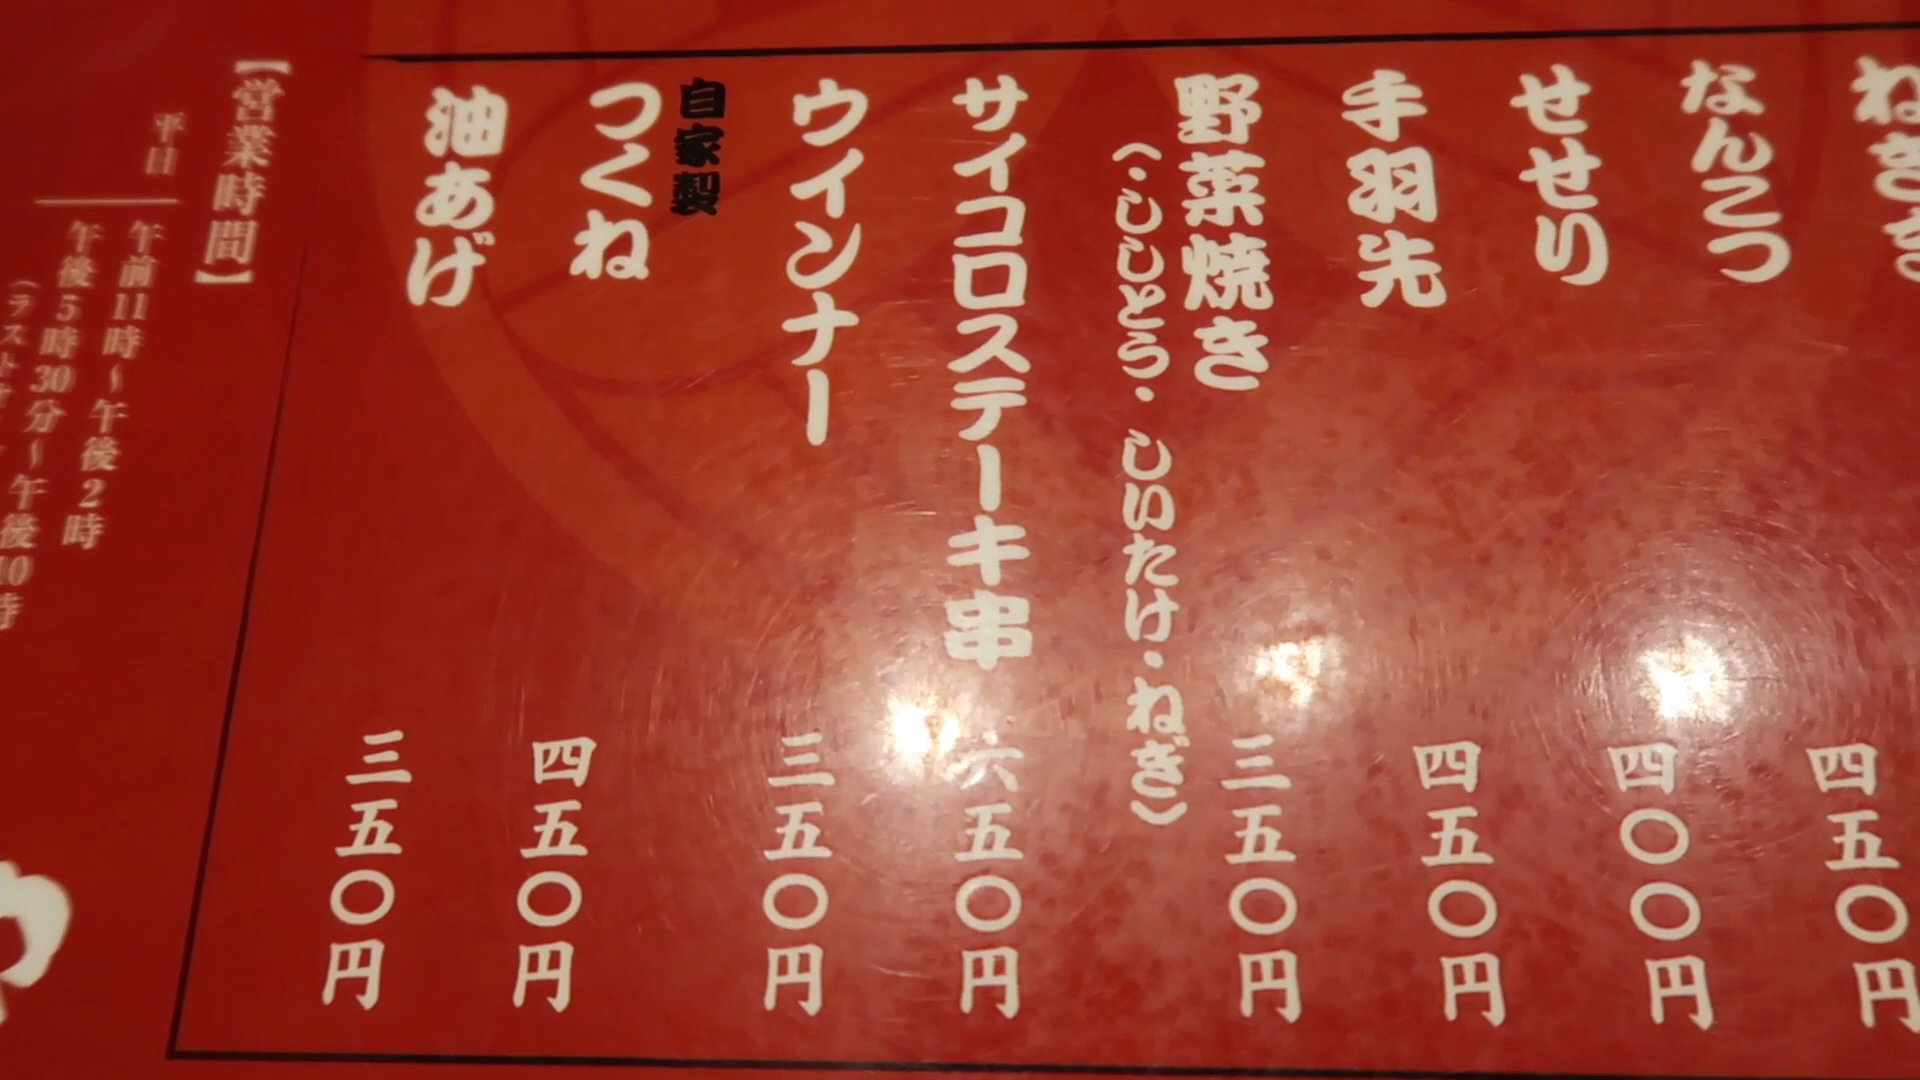 ねぎ
なんこつ 四五〇円
せせり 四〇〇円
手羽先 四五〇円
野菜焼き 三五〇円
〈・ししとう・しいたけ・ねぎ〉
サイコロステーキ串 六五〇円
ウインナー 三五〇円
自家製
つくね 四五〇円
油あげ 三五〇円
【営業時間】
平日
午前11時〜午後2時
午後5時30分〜午後10時
（ラスト